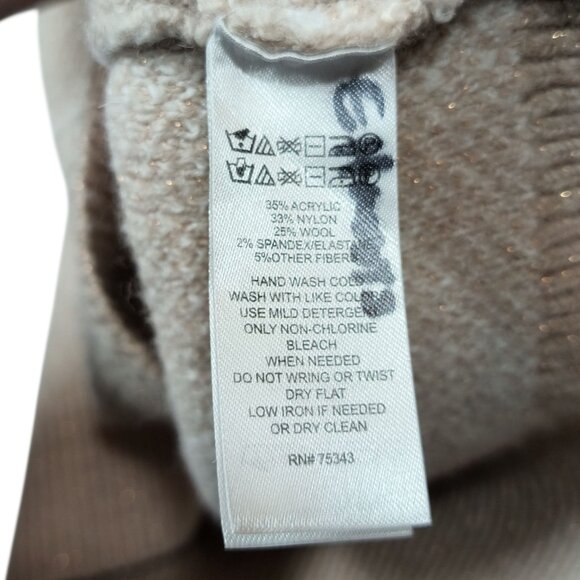 35% ACRYLIC
33% NYLON
25% WOOL
2% SPANDEX/ELASTANE
5%OTHER FIBER
HAND WASH COLD
WASH WITH LIKE COLORS
USE MILD DETERGENT
ONLY NON-CHLORINE
BLEACH
WHEN NEEDED
DO NOT WRING OR TWIST
DRY FLAT
LOW IRON IF NEEDED
OR DRY CLEAN
RN# 75343